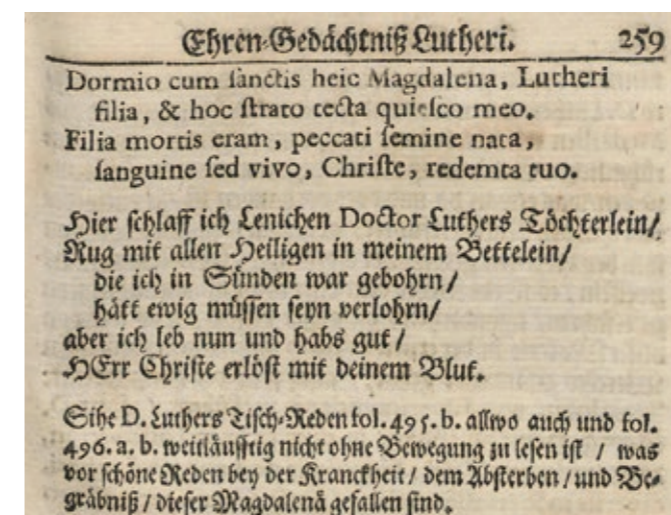 Ehren-Gedächtniß Lutheri. 259
Dormio cum sanctis heic Magdalena, Lutheri
filia, & hoc strato tecta quiesco meo.
Filia mortis eram, peccati semine nata,
sanguine sed vivo, Christe, redemta tuo.
Hier schlaff ich Lenichen Doctor Luthers Töchterlein/
Rug mit allen Heiligen in meinem Bettelein/
die ich in Sünden war gebohrn/
hätt ewig müssen seyn verlohrn/
aber ich leb nun und habs gut/
HErr Christe erlöst mit deinem Blut.
Sihe D. Luthers Tisch-Reden fol. 495. b. allwo auch und fol.
496. a. b. weitläufftig nicht ohne Bewegung zu lesen ist / was
vor schöne Reden bey der Kranckheit / dem Absterben / und Be-
gräbniß / dieser Magdalenä gefallen sind.